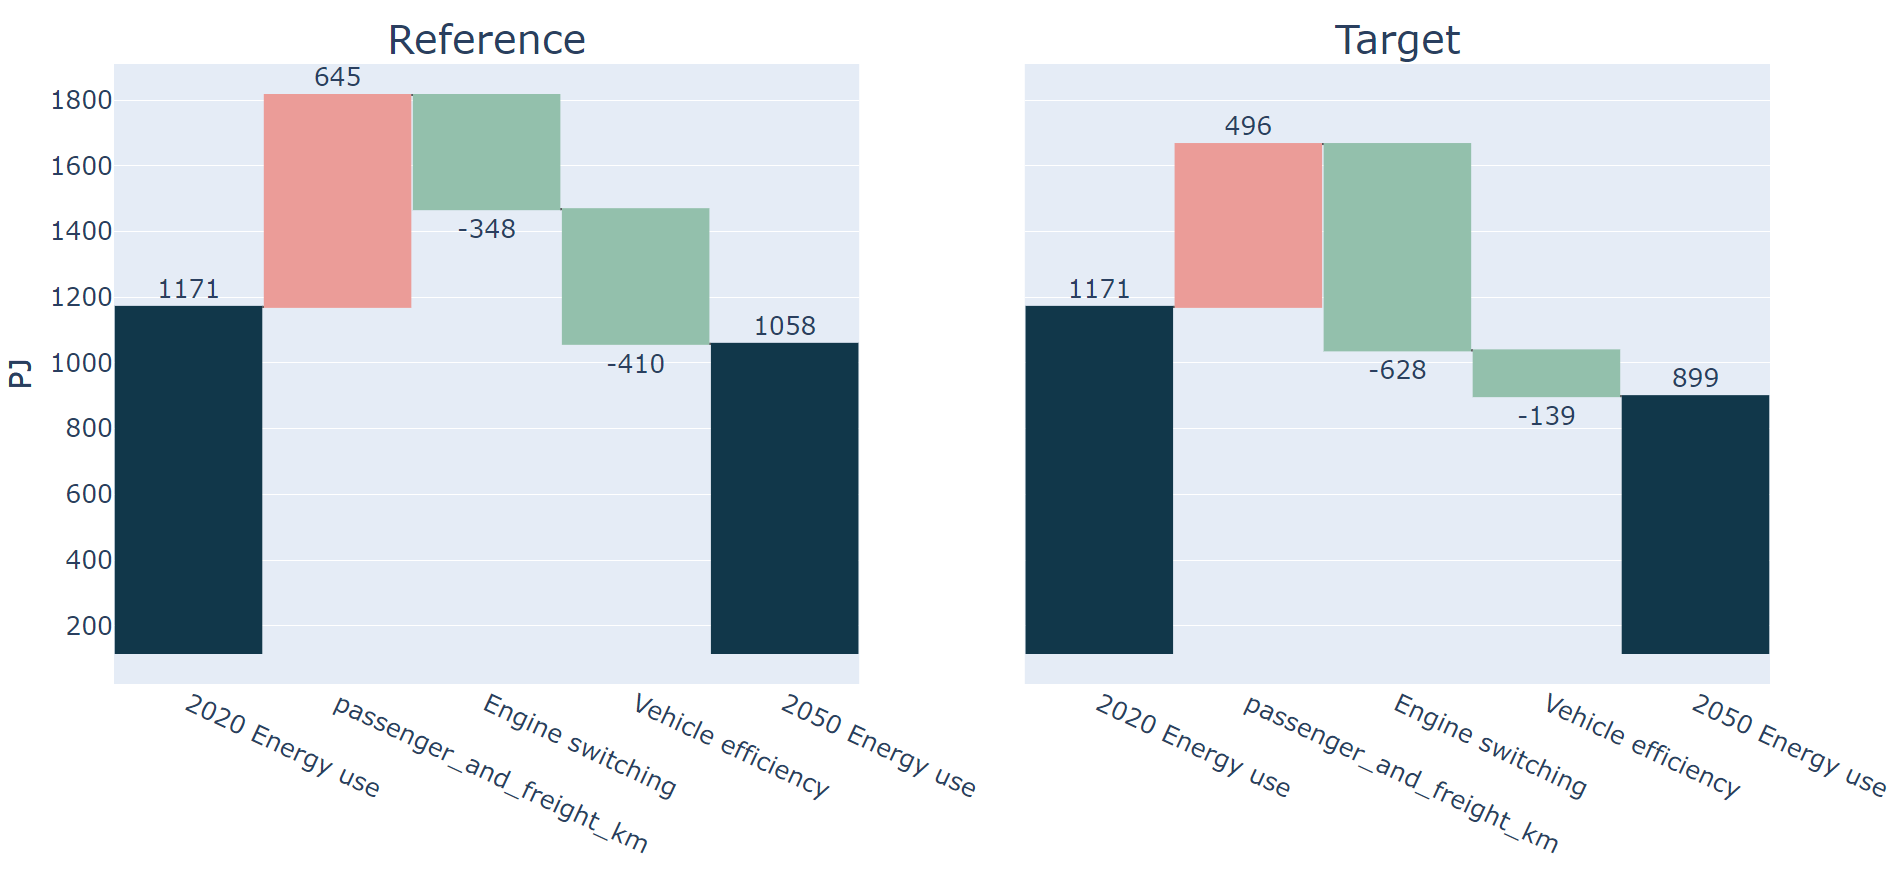 Reference
Target
PJ
1800
1600
1400
1200
1000
800
600
400
200
1171
645
-348
-410
1058
2020 Energy use
passenger_and_freight_km
Engine switching
Vehicle efficiency
2050 Energy use
1171
496
-628
-139
899
2020 Energy use
passenger_and_freight_km
Engine switching
Vehicle efficiency
2050 Energy use